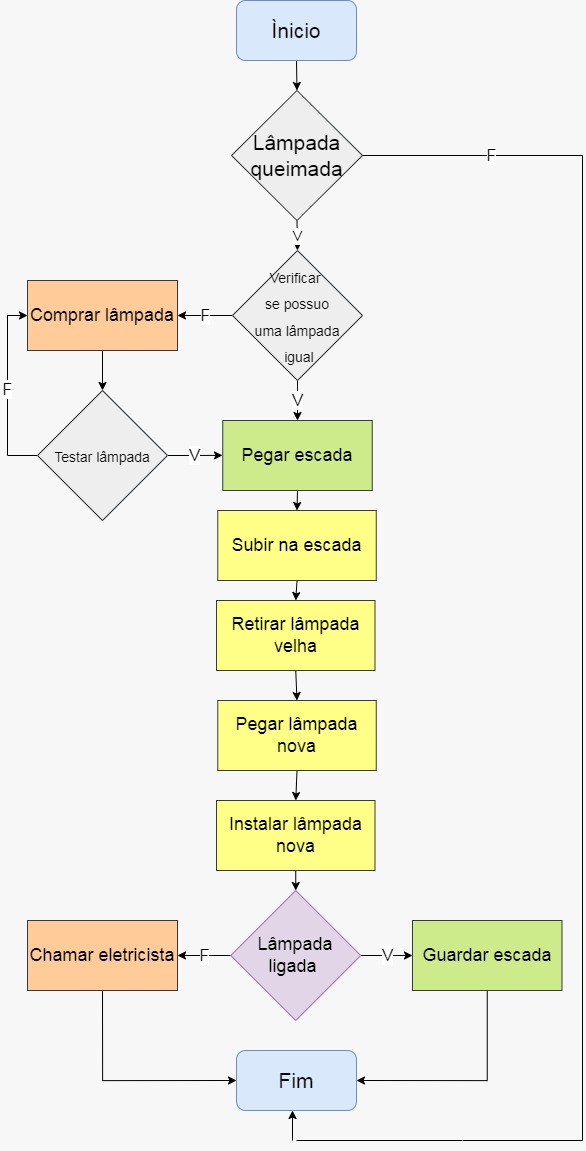 Ìnicio
Lâmpada
queimada
F
V
Verificar
se possuo
uma lâmpada
igual
Comprar lâmpada
F
F
V
Testar lâmpada
V
Pegar escada
Subir na escada
Retirar lâmpada
velha
Pegar lâmpada
nova
Instalar lâmpada
nova
Chamar eletricista
F
Lâmpada
ligada
V
Guardar escada
Fim